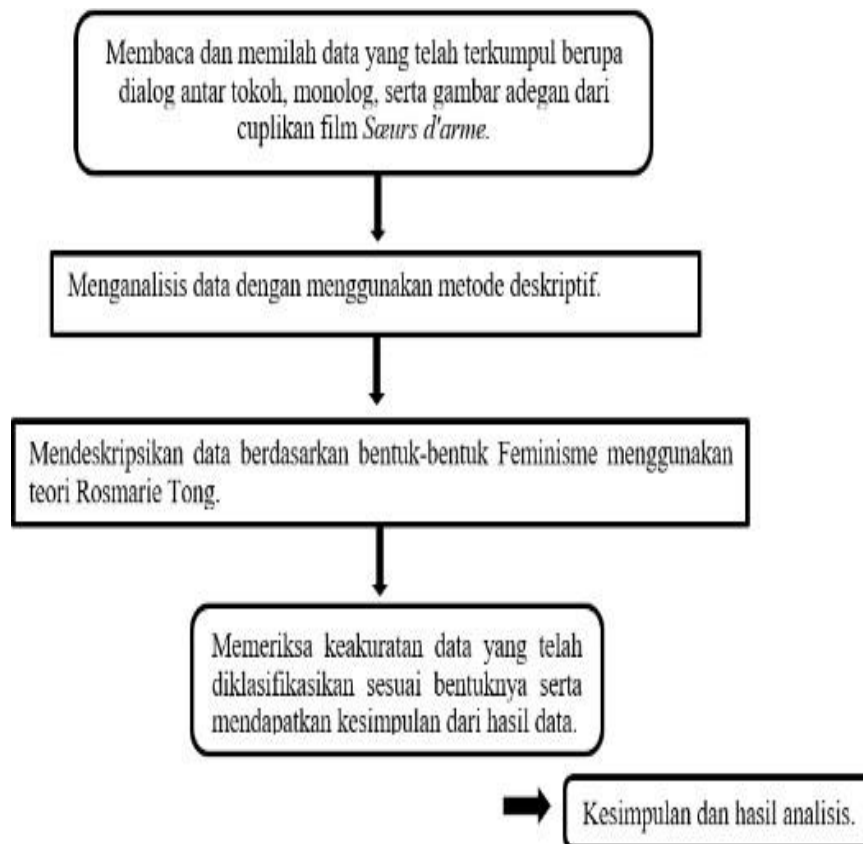 Membaca dan memilah data yang telah terkumpul berupa
dialog antar tokoh, monolog, serta gambar adegan dari
cuplikan film Sœurs d'arme.
Menganalisis data dengan menggunakan metode deskriptif.
Mendeskripsikan data berdasarkan bentuk-bentuk Feminisme menggunakan
teori Rosmarie Tong.
Memeriksa keakuratan data yang telah
diklasifikasikan sesuai bentuknya serta
mendapatkan kesimpulan dari hasil data.
Kesimpulan dan hasil analisis.